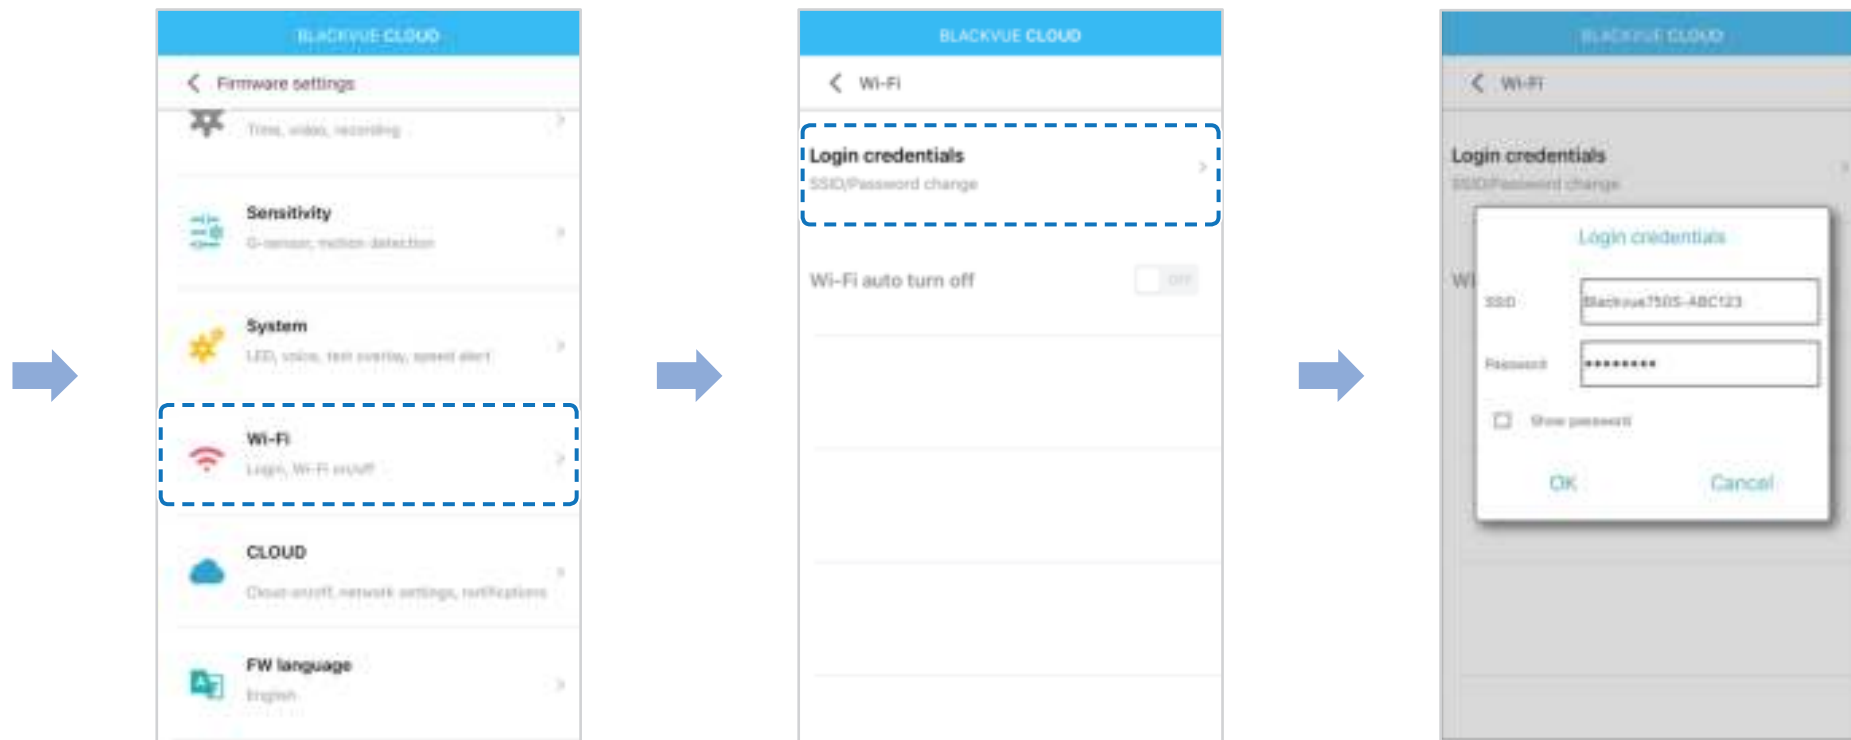 BLACKVUE CLOUD
Firmware settings
Time, video, recording
Sensitivity
G-sensor, motion detection
System
LED, voice, text overlay, speed alert
Wi-Fi
Login, Wi-Fi on/off
CLOUD
Cloud on/off, network settings, notifications
FW language
English
BLACKVUE CLOUD
Wi-Fi
Login credentials
SSID/Password change
Wi-Fi auto turn off
OFF
BLACKVUE CLOUD
Wi-Fi
Login credentials
SSID/Password change
Wi
Login credentials
SSID
Blackvue750S-ABC123
Password
********
Show password
OK
Cancel